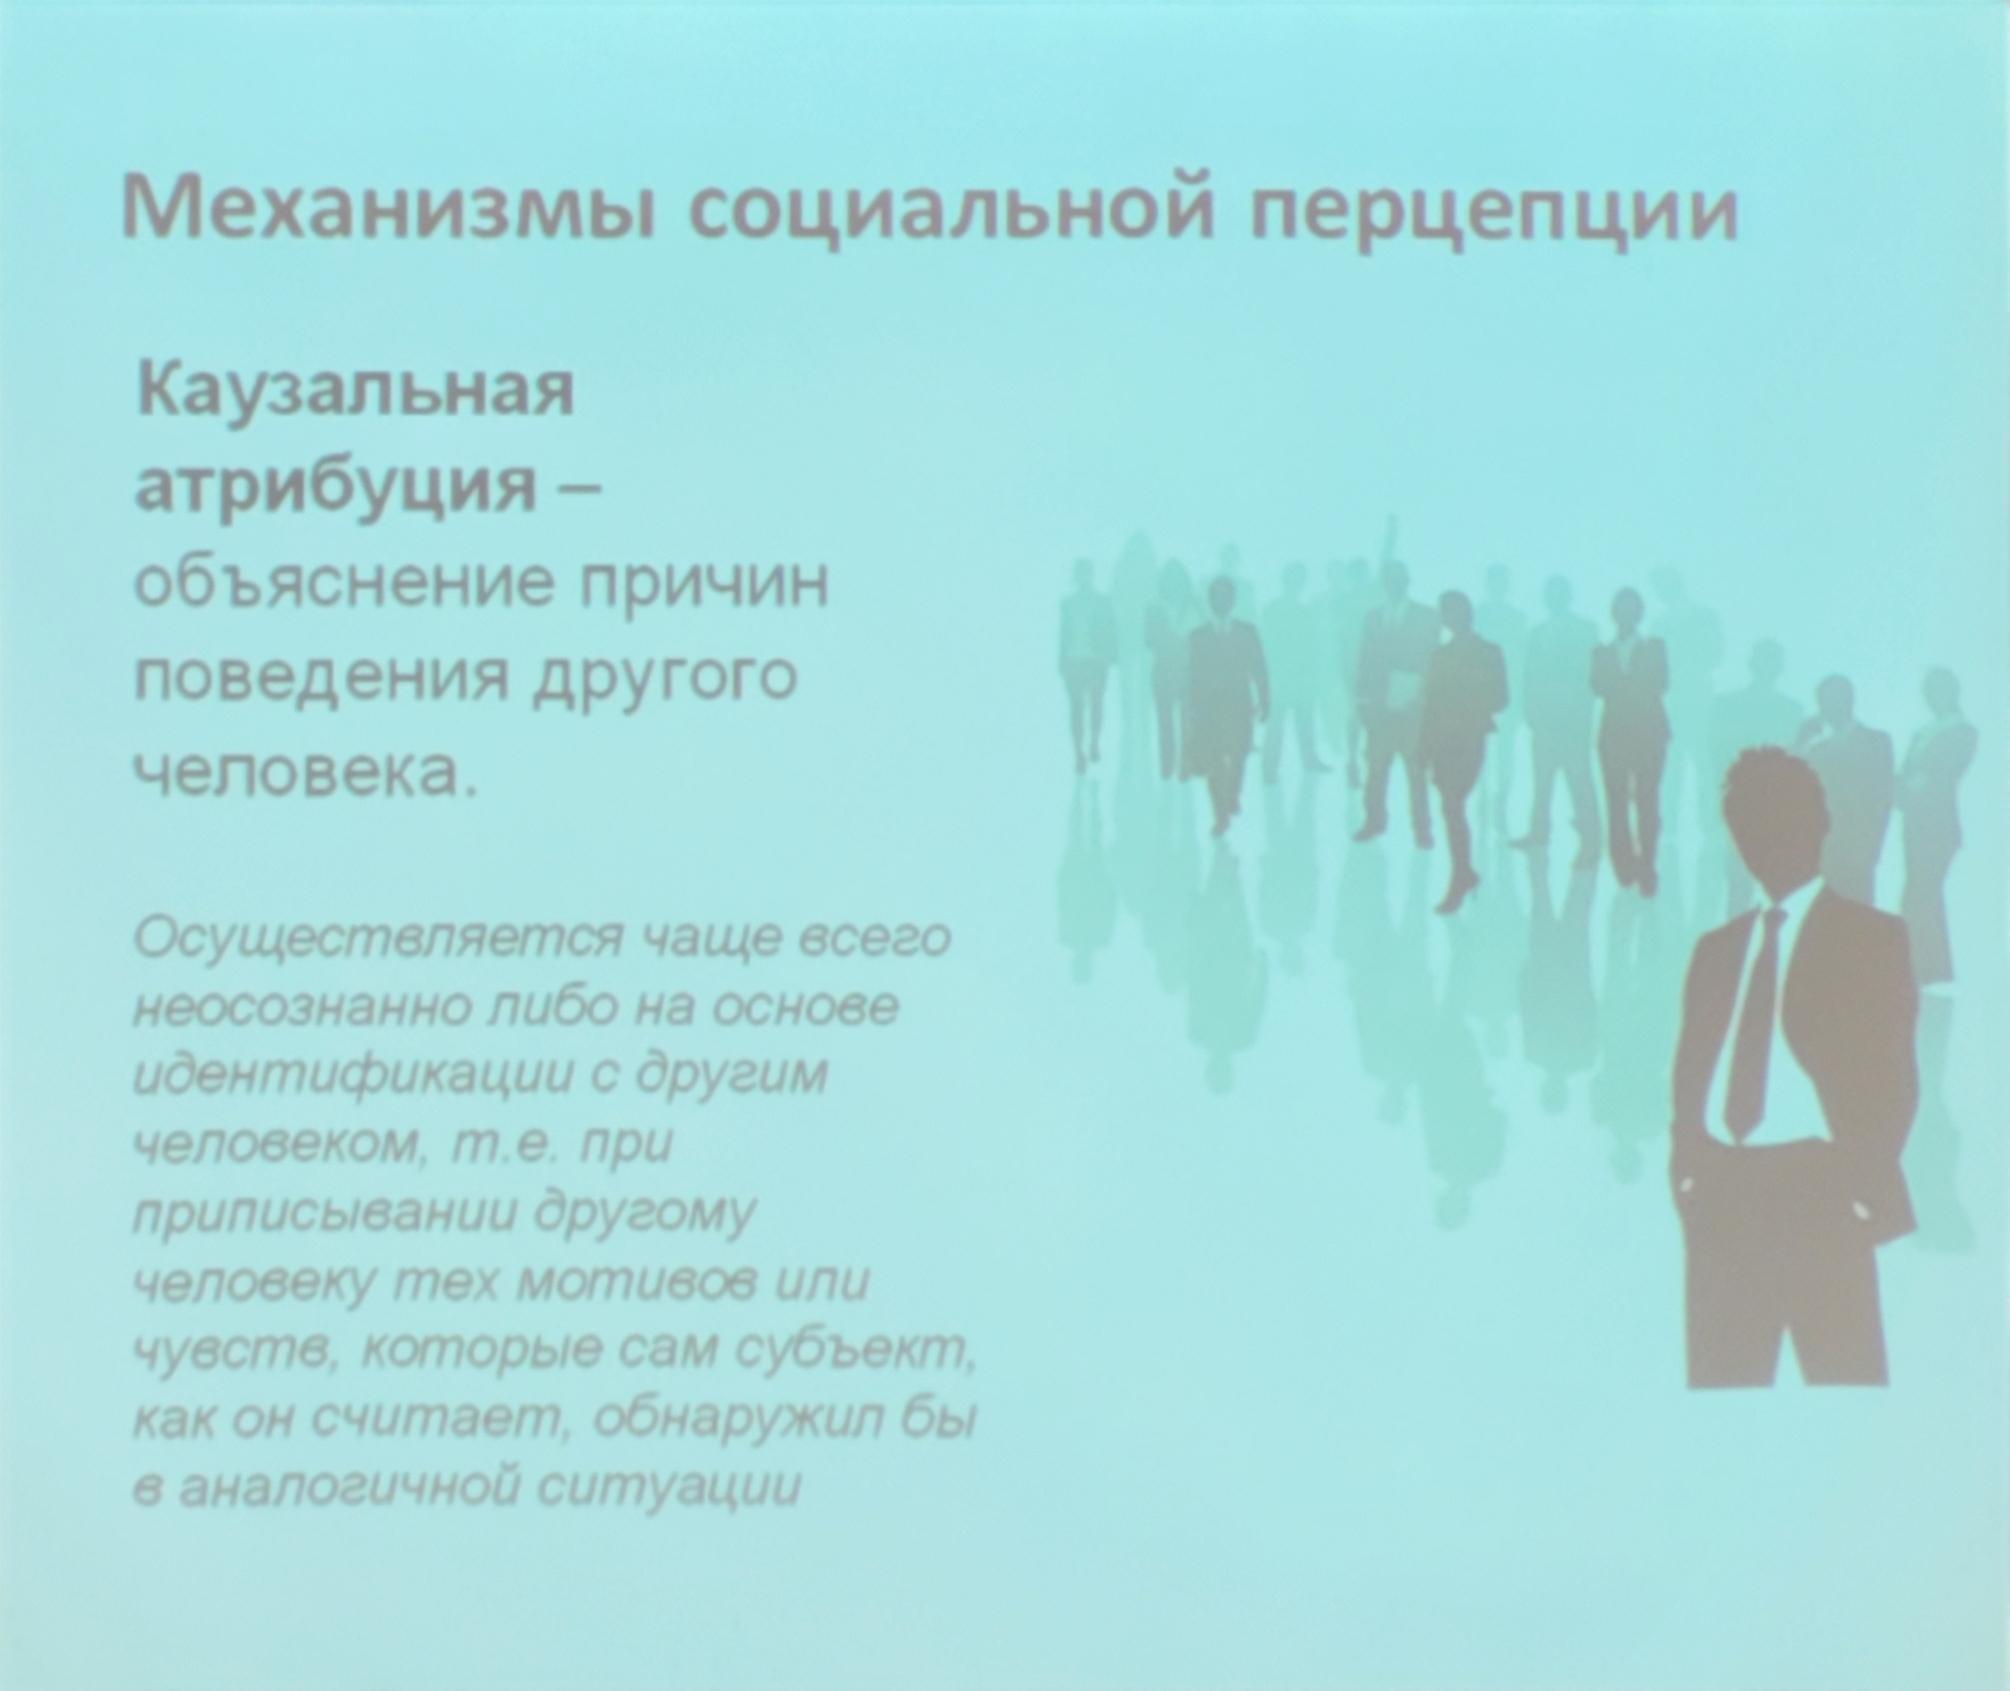 Механизмы социальной перцепции
Каузальная
атрибуция –
объяснение причин
поведения другого
человека.
Осуществляется чаще всего
неосознанно либо на основе
идентификации с другим
человеком, т.е. при
приписывании другому
человеку тех мотивов или
чувств, которые сам субъект,
как он считает, обнаружил бы
в аналогичной ситуации